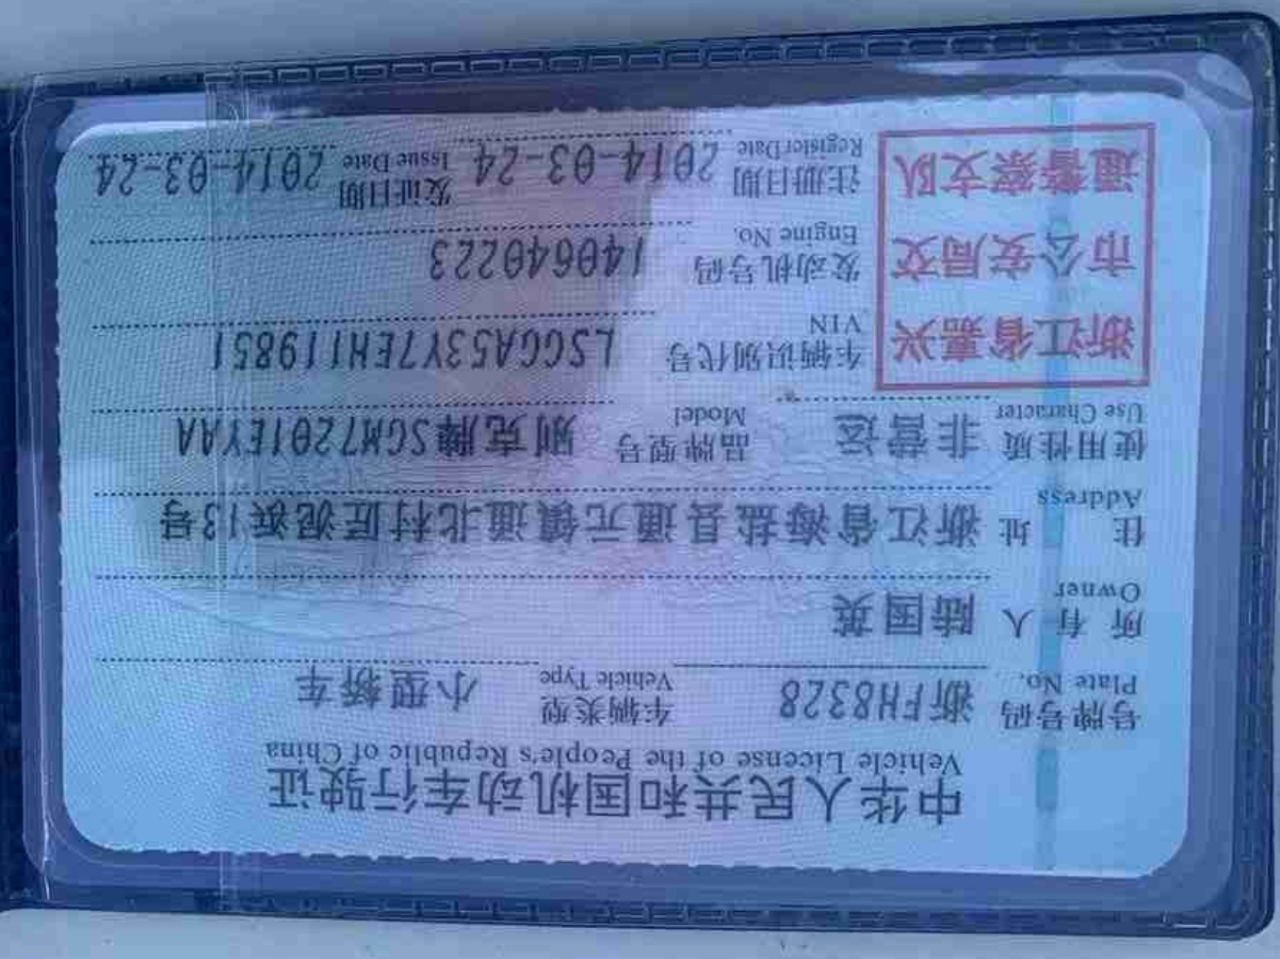 中华人民共和国机动车行驶证
Vehicle License of the People's Republic of China
号牌号码 浙FH8328 车辆类型 小型轿车
Plate No. Vehicle Type
所有人 陆国英
Owner
住址 浙江省海盐县通元镇通北村匠泥浜13号
Address
使用性质 非营运 品牌型号 别克牌SGM7201EYAA
Use Character Model
浙江省嘉兴
市公安局交
通警察支队
车辆识别代号 LSGGA53Y7EH119851
VIN
发动机号码 140640223
Engine No.
注册日期 2014-03-24 发证日期 2014-03-24
Register Date Issue Date